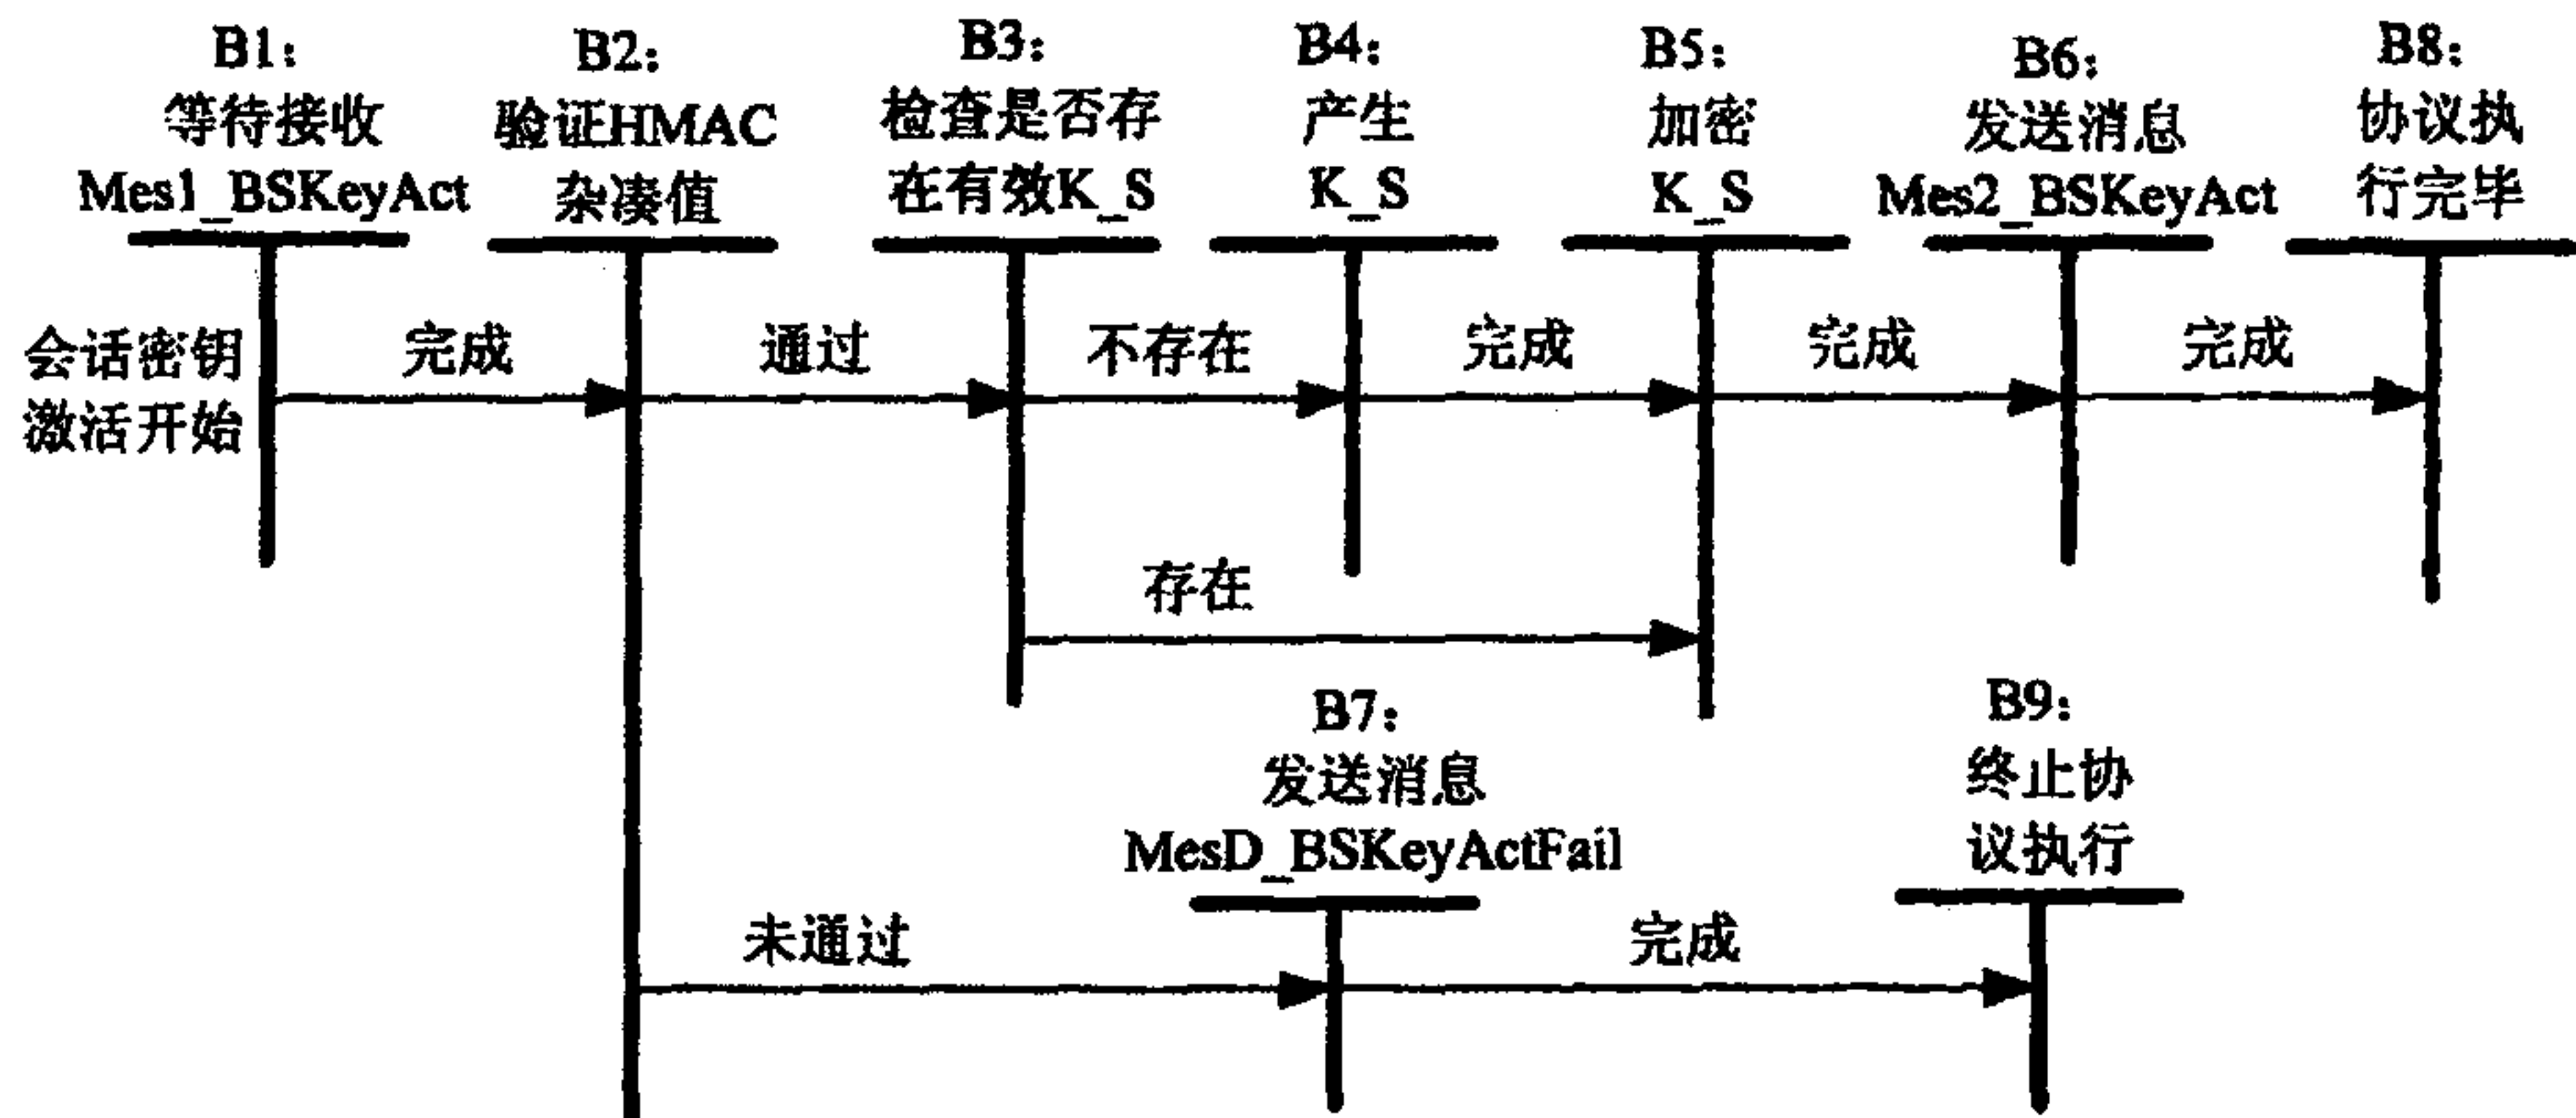 B1：
等待接收
Mes1_BSKeyAct
B2：
验证HMAC
杂凑值
B3：
检查是否存
在有效K_S
B4：
产生
K_S
B5：
加密
K_S
B6：
发送消息
Mes2_BSKeyAct
B8：
协议执
行完毕
会话密钥
激活开始
完成
通过
不存在
完成
完成
完成
存在
B7：
发送消息
MesD_BSKeyActFail
B9：
终止协
议执行
未通过
完成